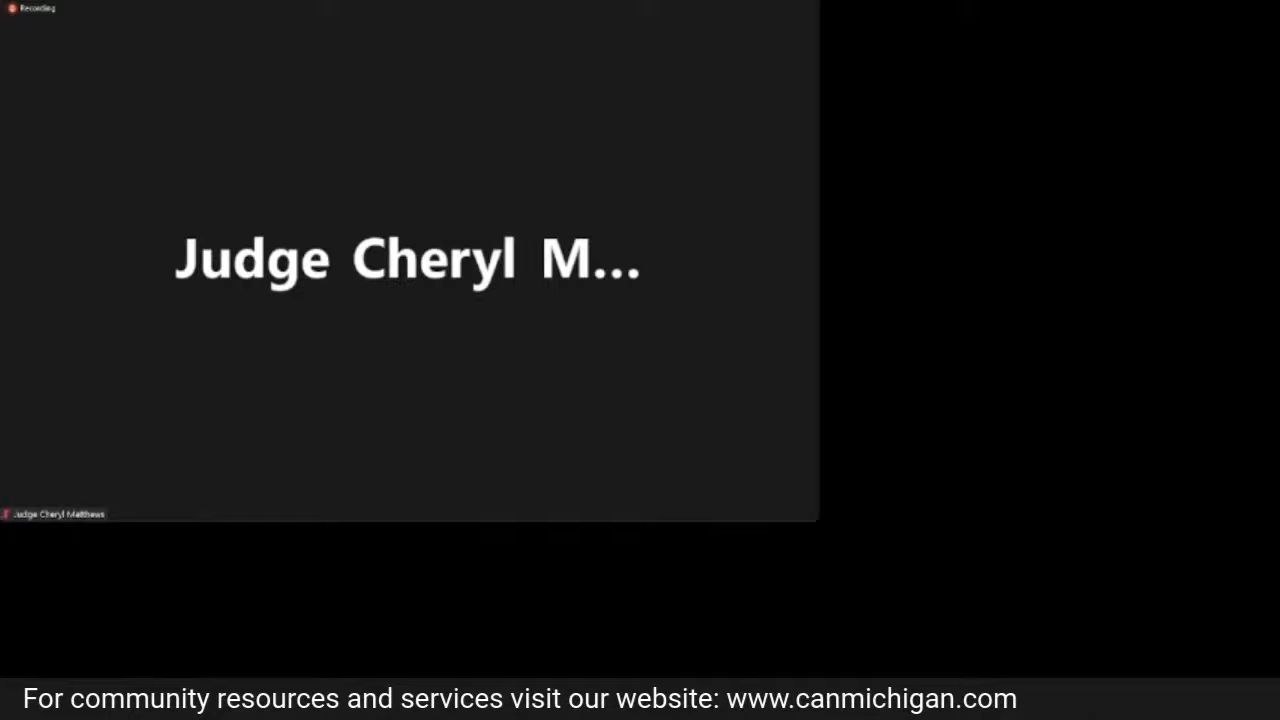 Recording
Judge Cheryl M...
Judge Cheryl Matthews
For community resources and services visit our website: www.canmichigan.com